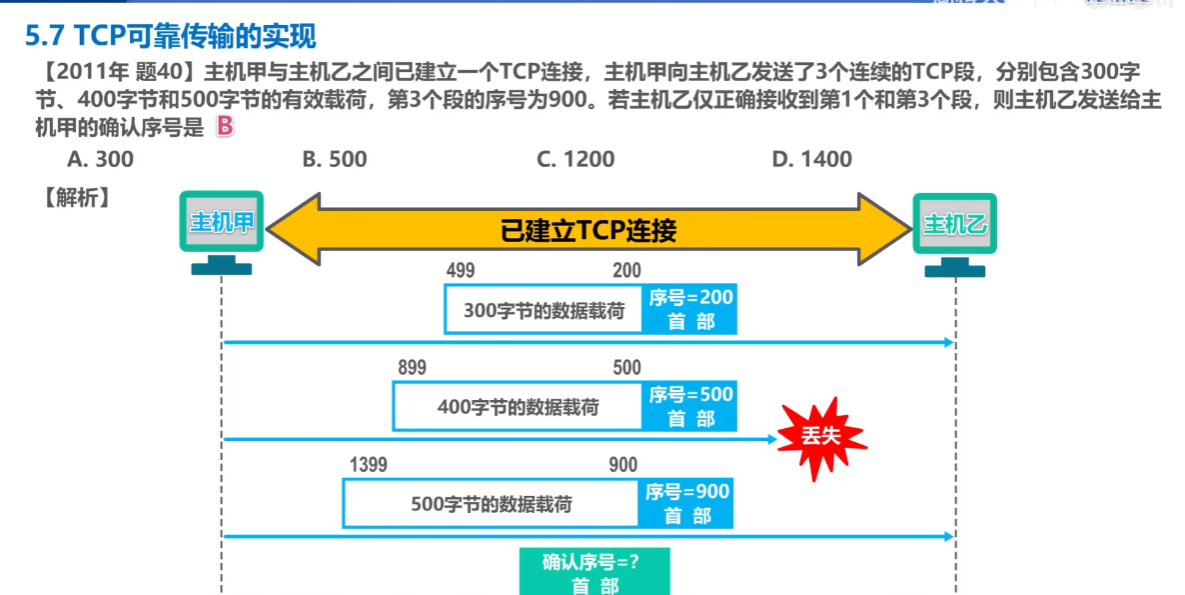 5.7 TCP可靠传输的实现
【2011年 题40】主机甲与主机乙之间已建立一个TCP连接，主机甲向主机乙发送了3个连续的TCP段，分别包含300字
节、400字节和500字节的有效载荷，第3个段的序号为900。若主机乙仅正确接收到第1个和第3个段，则主机乙发送给主
机甲的确认序号是 B
A. 300 B. 500 C. 1200 D. 1400
【解析】
主机甲 已建立TCP连接 主机乙
499 200
300字节的数据载荷 序号=200
首 部
899 500
400字节的数据载荷 序号=500
首 部
丢失
1399 900
500字节的数据载荷 序号=900
首 部
确认序号=?
首 部